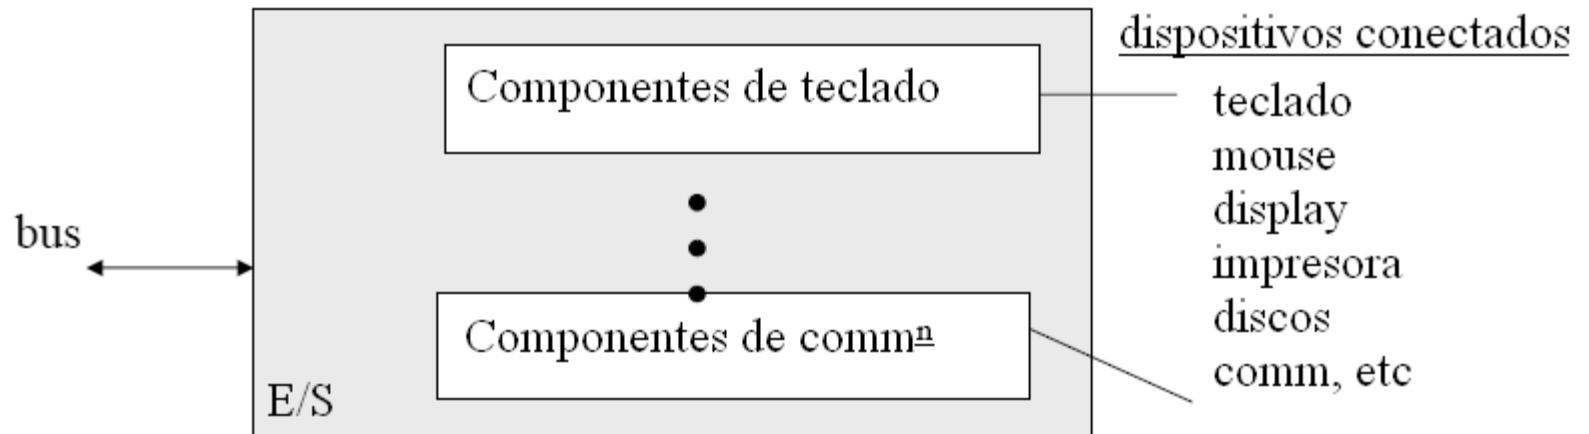 dispositivos conectados
Componentes de teclado
teclado
mouse
display
impresora
discos
comm, etc
bus
Componentes de commⁿ
E/S